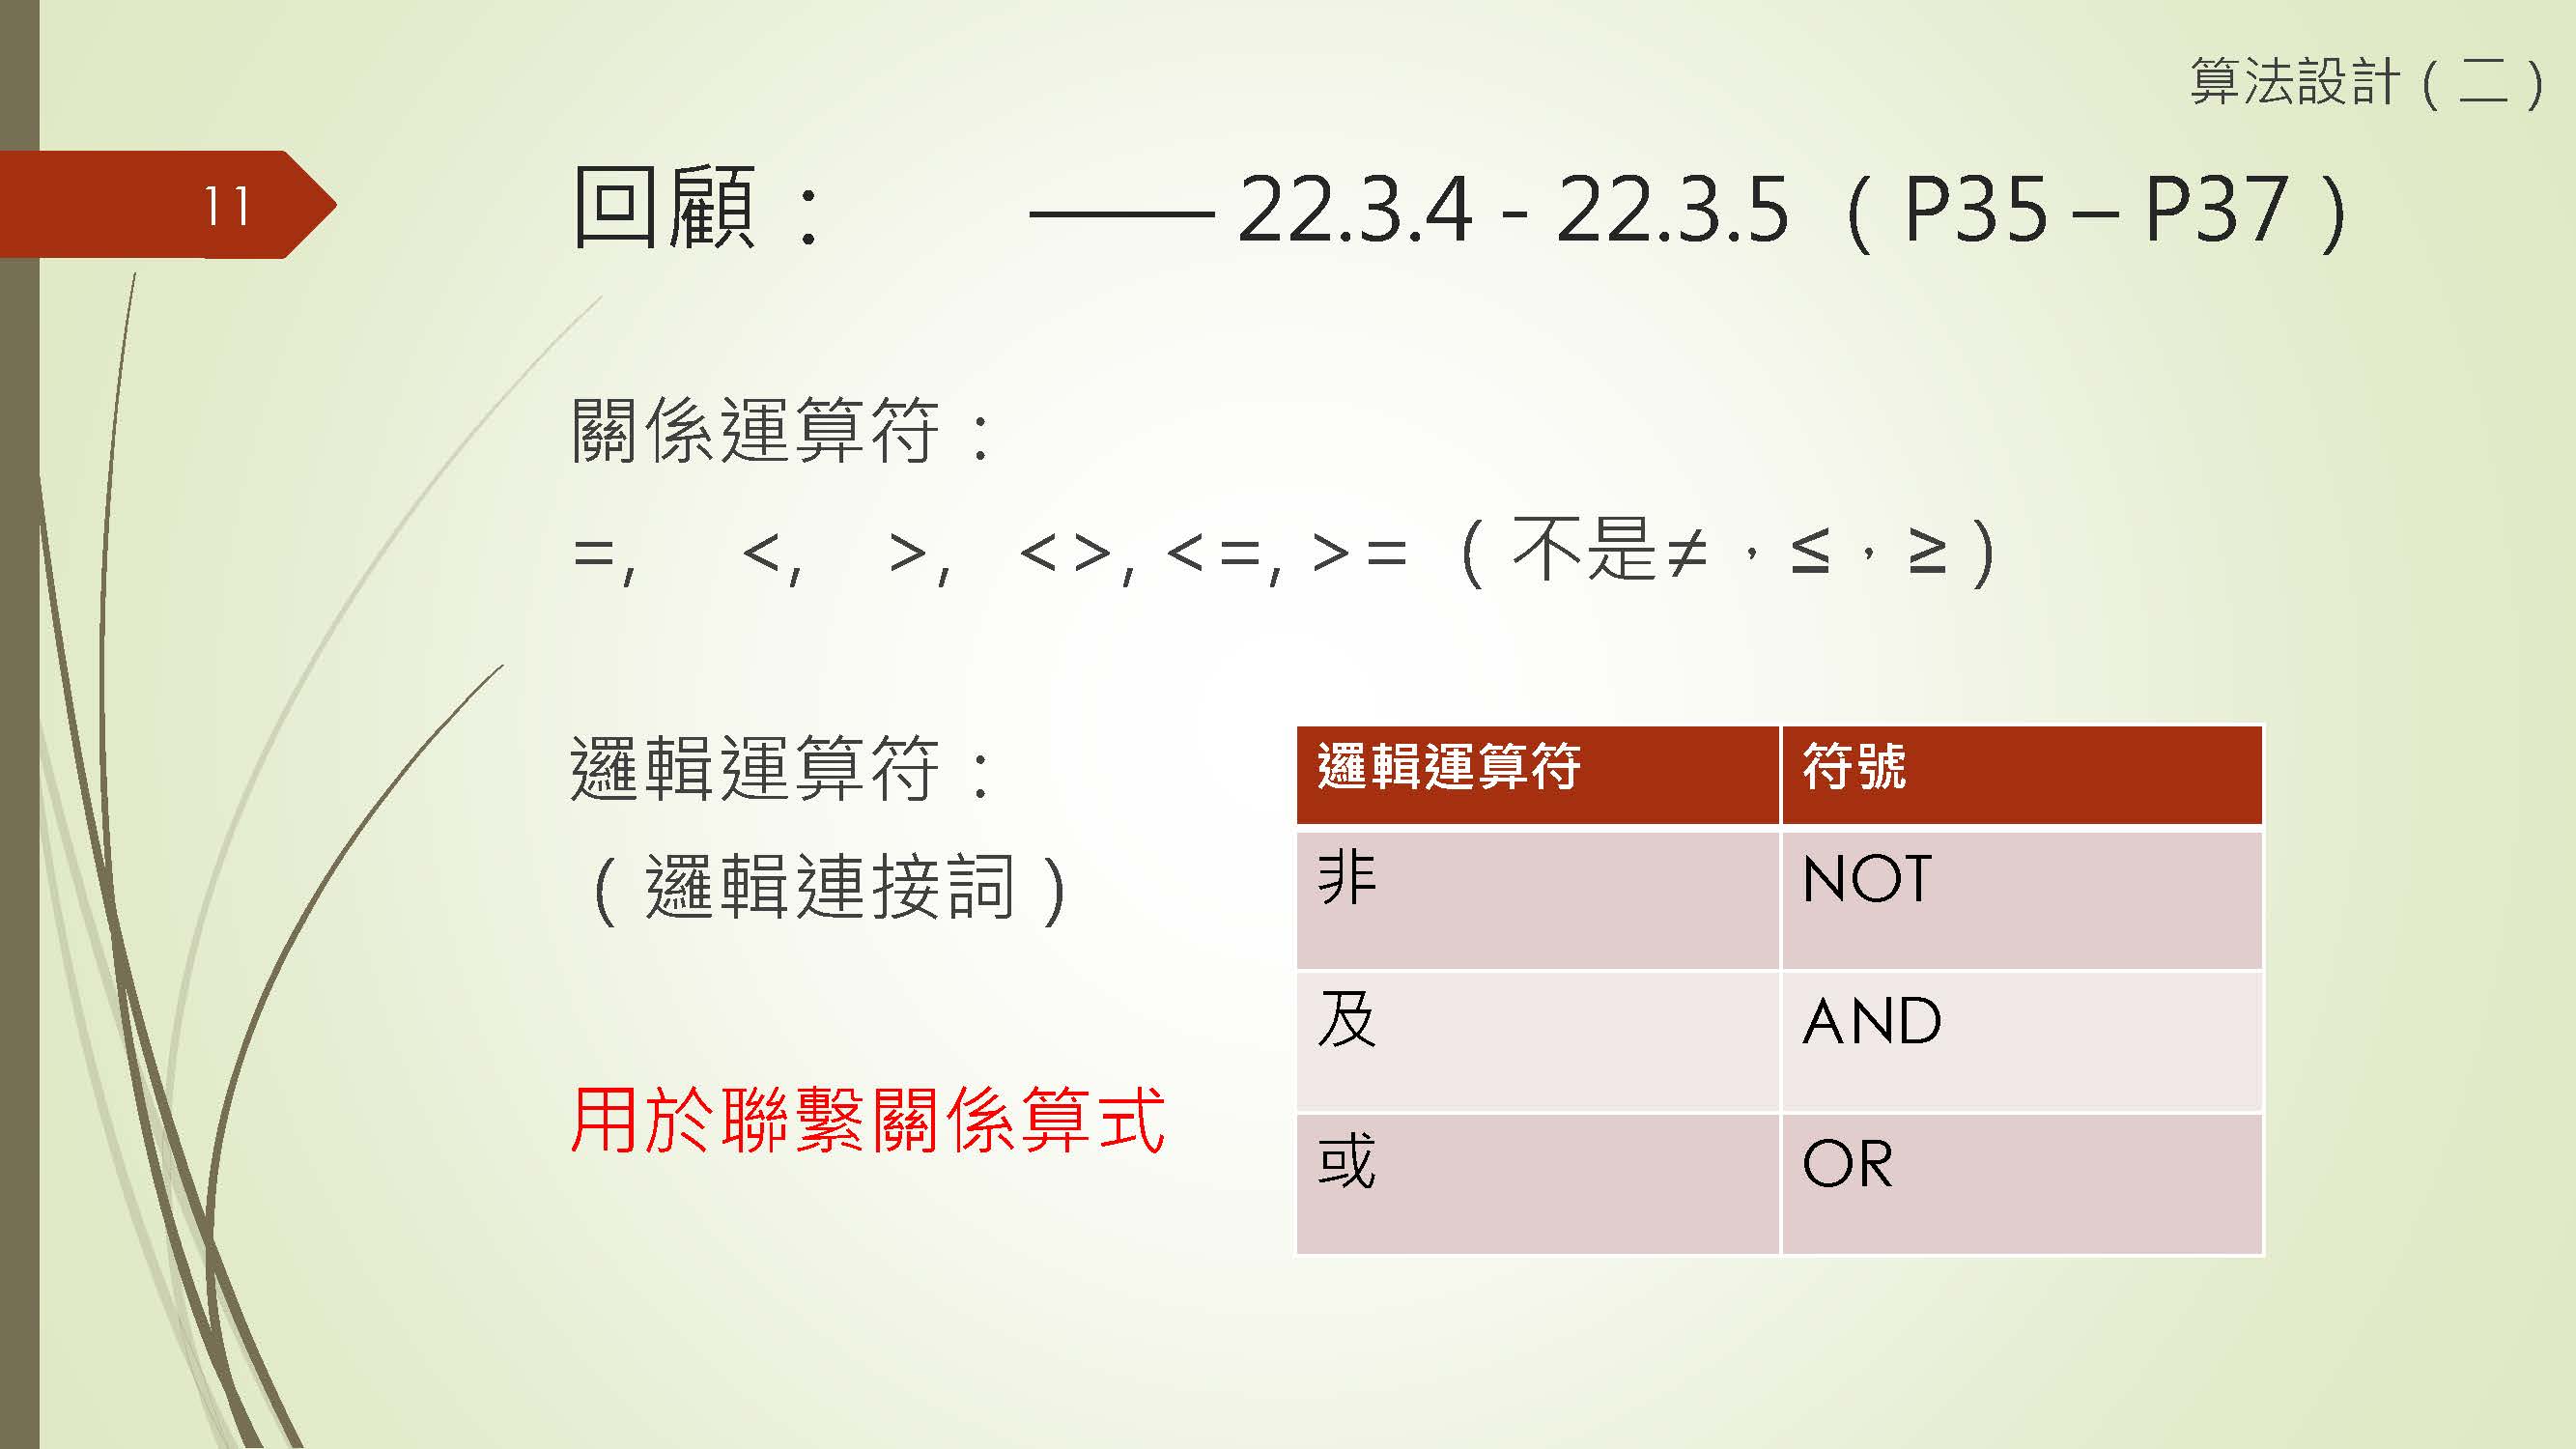 算法設計（二）
11
回顧： —— 22.3.4 - 22.3.5 （P35 – P37）
關係運算符：
=, <, >, <>, <=, >= （不是≠，≤，≥）
邏輯運算符：
（邏輯連接詞）
用於聯繫關係算式
邏輯運算符 符號
非 NOT
及 AND
或 OR